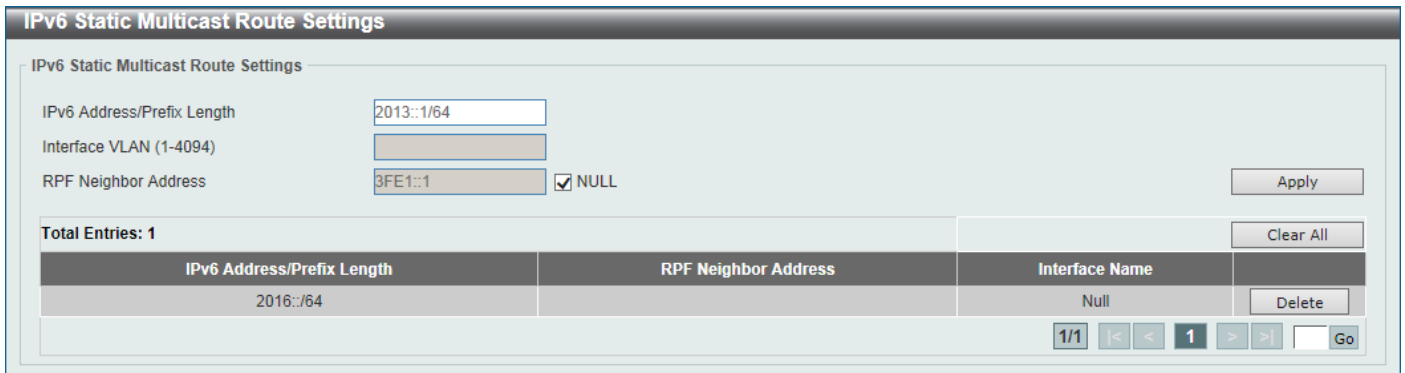 IPv6 Static Multicast Route Settings
IPv6 Static Multicast Route Settings
IPv6 Address/Prefix Length 2013::1/64
Interface VLAN (1-4094)
RPF Neighbor Address 3FE1::1 NULL Apply
Total Entries: 1 Clear All
IPv6 Address/Prefix Length RPF Neighbor Address Interface Name
2016::/64 Null Delete
1/1 |< < 1 > >| Go